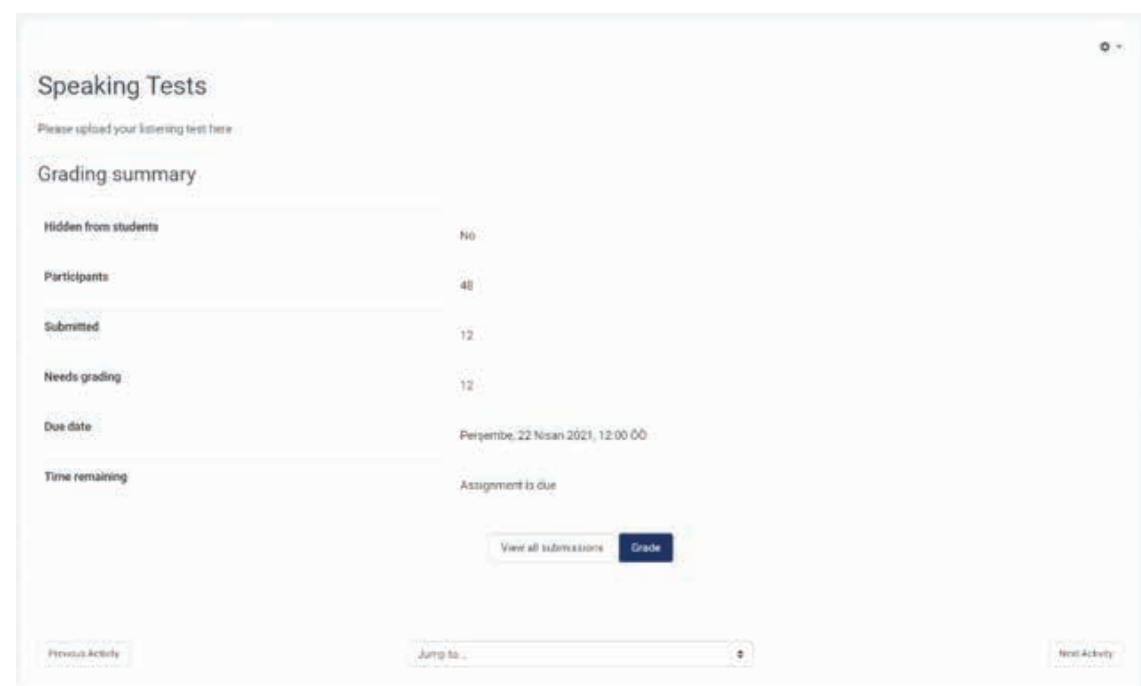 Speaking Tests
Please upload your listening test here
Grading summary
Hidden from students
No
Participants
48
Submitted
12
Needs grading
12
Due date
Perşembe, 22 Nisan 2021, 12:00 ÖÖ
Time remaining
Assignment is due
View all submissions Grade
Previous Activity Jump to... Next Activity